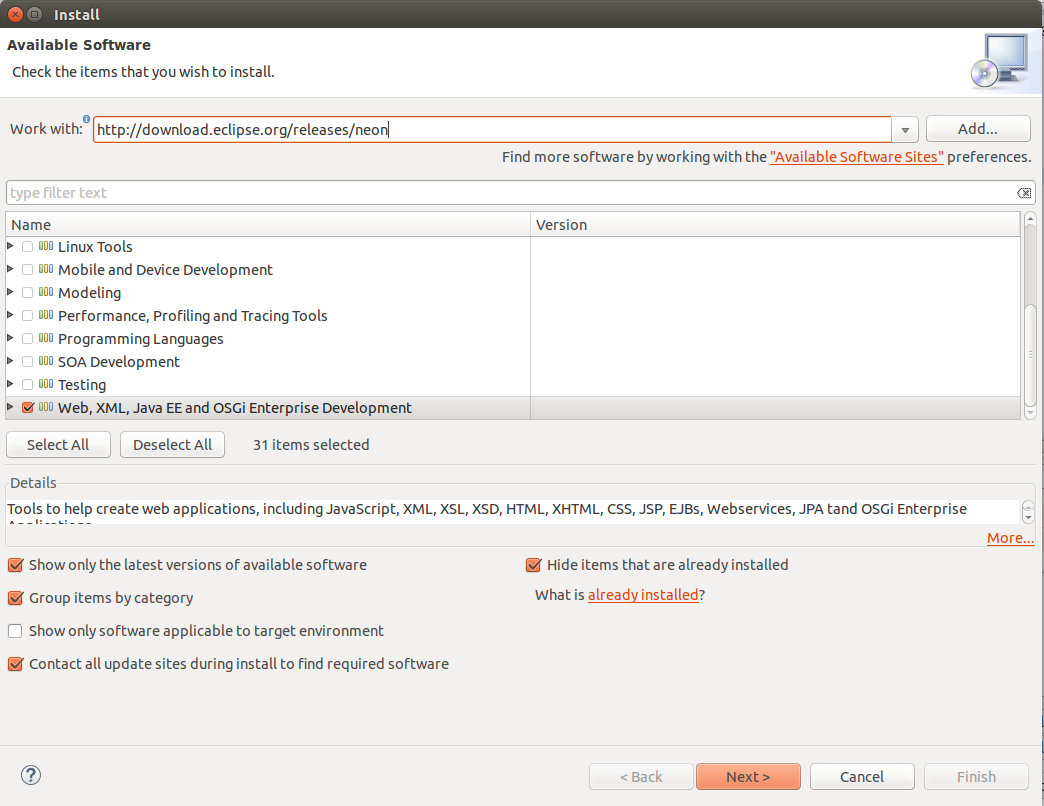 Install
Available Software
Check the items that you wish to install.
Work with: http://download.eclipse.org/releases/neon Add...
Find more software by working with the "Available Software Sites" preferences.
type filter text
Name Version
Linux Tools
Mobile and Device Development
Modeling
Performance, Profiling and Tracing Tools
Programming Languages
SOA Development
Testing
Web, XML, Java EE and OSGi Enterprise Development
Select All Deselect All 31 items selected
Details
Tools to help create web applications, including JavaScript, XML, XSL, XSD, HTML, XHTML, CSS, JSP, EJBs, Webservices, JPA tand OSGi Enterprise
Applications
More...
Show only the latest versions of available software Hide items that are already installed
Group items by category What is already installed?
Show only software applicable to target environment
Contact all update sites during install to find required software
? < Back Next > Cancel Finish